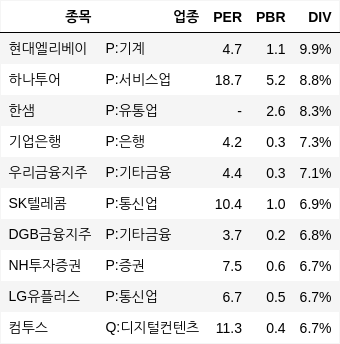 종목 업종 PER PBR DIV
현대엘리베이 P:기계 4.7 1.1 9.9%
하나투어 P:서비스업 18.7 5.2 8.8%
한샘 P:유통업 - 2.6 8.3%
기업은행 P:은행 4.2 0.3 7.3%
우리금융지주 P:기타금융 4.4 0.3 7.1%
SK텔레콤 P:통신업 10.4 1.0 6.9%
DGB금융지주 P:기타금융 3.7 0.2 6.8%
NH투자증권 P:증권 7.5 0.6 6.7%
LG유플러스 P:통신업 6.7 0.5 6.7%
컴투스 Q:디지털컨텐츠 11.3 0.4 6.7%